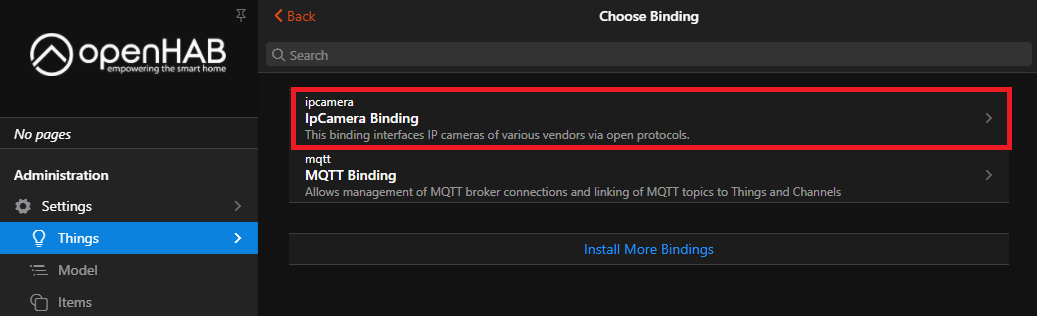 openHAB
empowering the smart home
No pages
Administration
Settings
Things
Model
Items
Back
Choose Binding
Search
ipcamera
IpCamera Binding
This binding interfaces IP cameras of various vendors via open protocols.
mqtt
MQTT Binding
Allows management of MQTT broker connections and linking of MQTT topics to Things and Channels
Install More Bindings